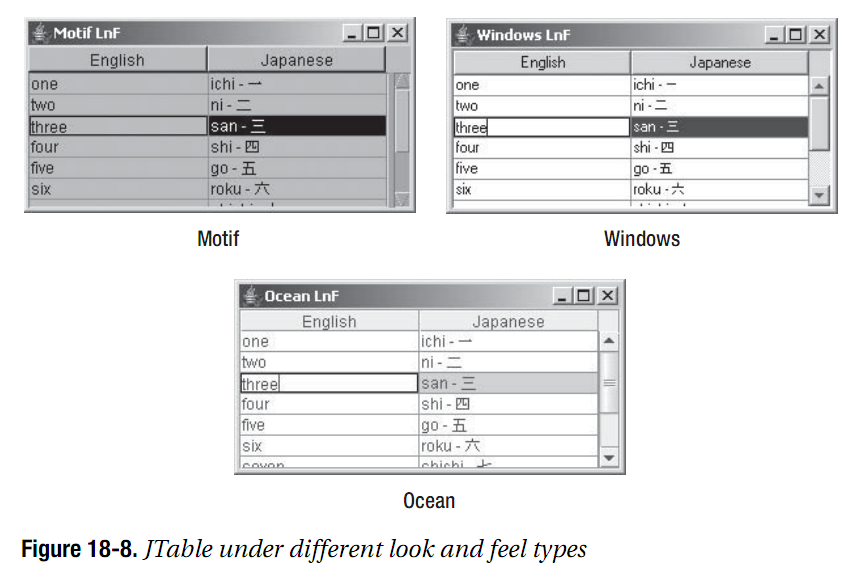 Motif LnF
English Japanese
one ichi - 一
two ni - 二
three san - 三
four shi - 四
five go - 五
six roku - 六
Motif
Windows LnF
English Japanese
one ichi - 一
two ni - 二
three san - 三
four shi - 四
five go - 五
six roku - 六
Windows
Ocean LnF
English Japanese
one ichi - 一
two ni - 二
three san - 三
four shi - 四
five go - 五
six roku - 六
seven shichi - 七
Ocean
Figure 18-8. JTable under different look and feel types